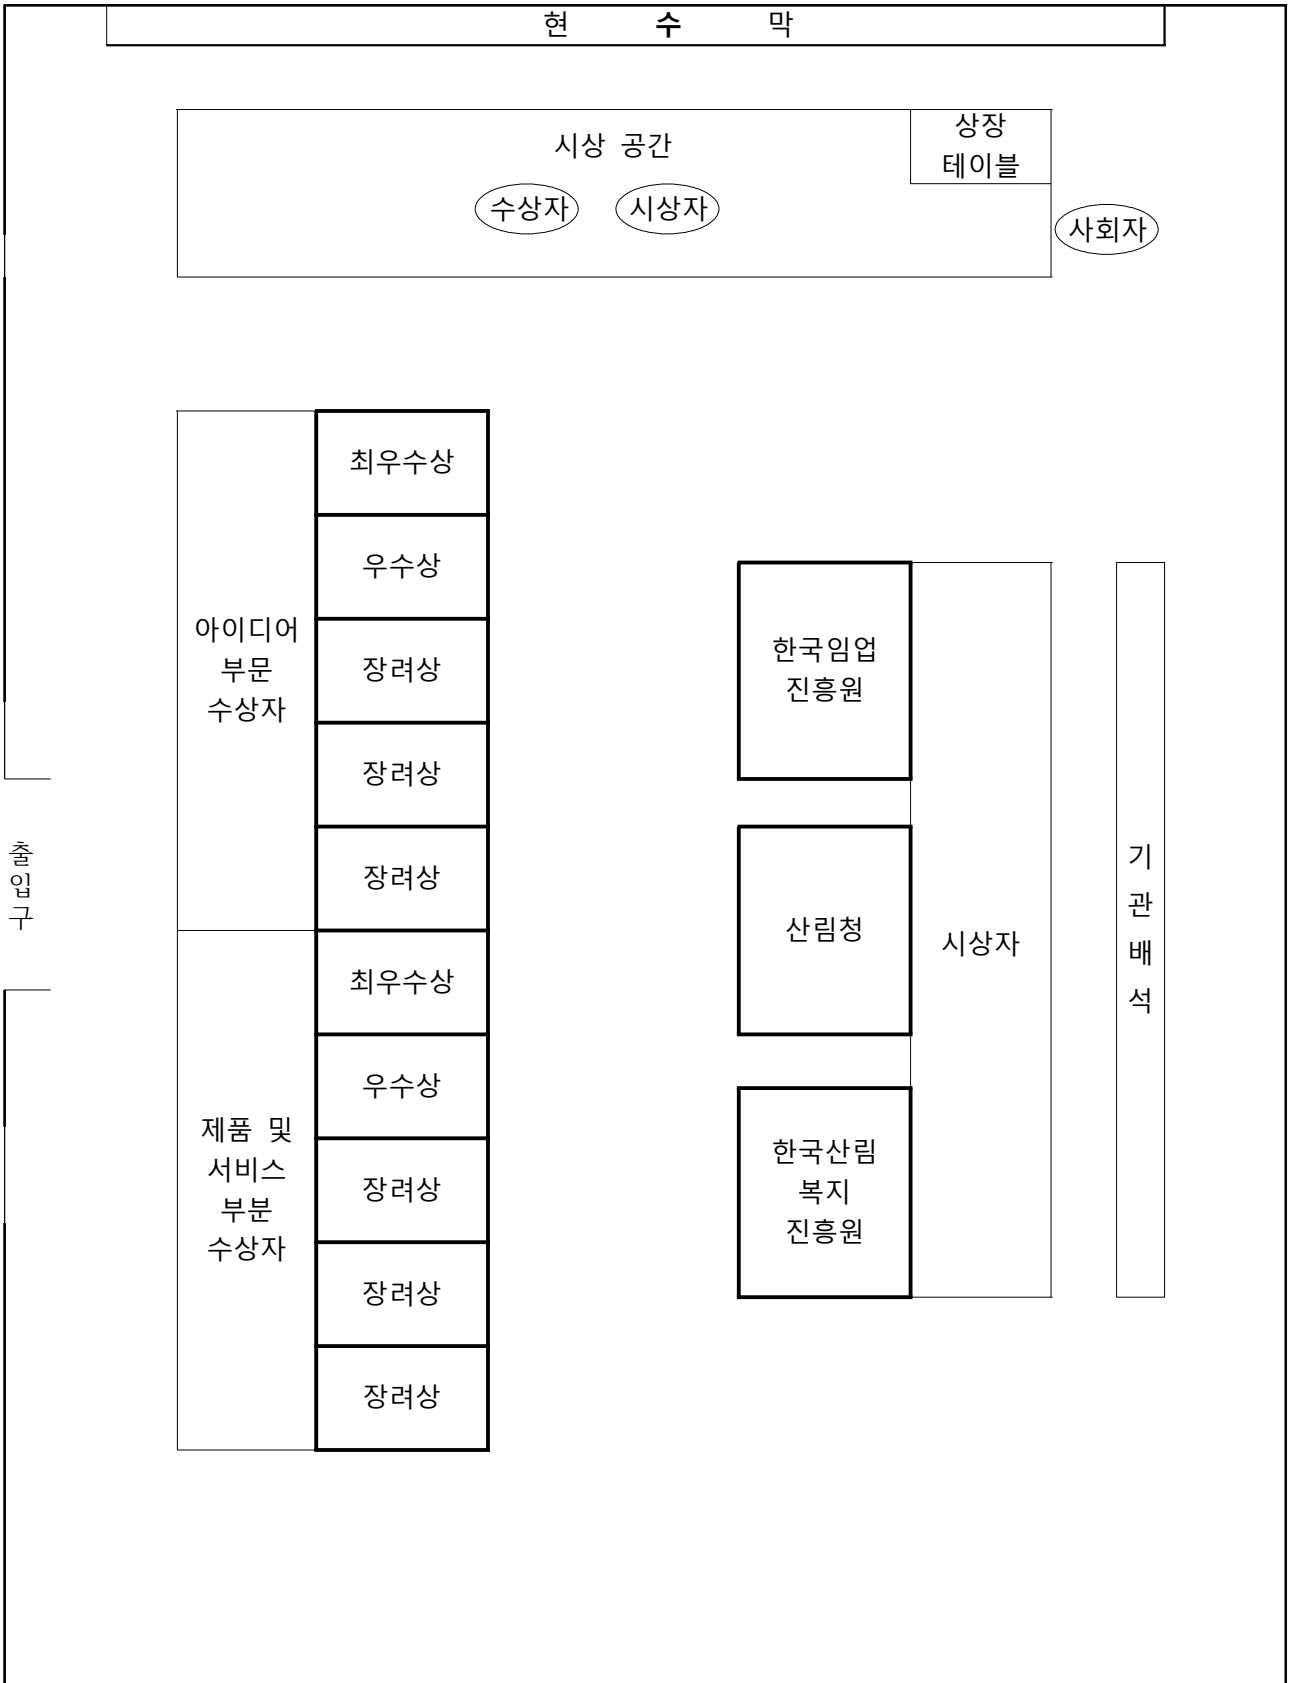 현 수 막
시상 공간
상장
테이블
수상자
시상자
사회자
아이디어
부문
수상자
최우수상
우수상
장려상
장려상
장려상
제품 및
서비스
부분
수상자
최우수상
우수상
장려상
장려상
장려상
한국임업
진흥원
산림청
한국산림
복지
진흥원
시상자
기
관
배
석
출
입
구